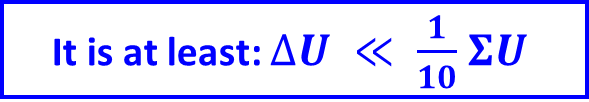 It is at least: ΔU ≪ 1/10 ΣU